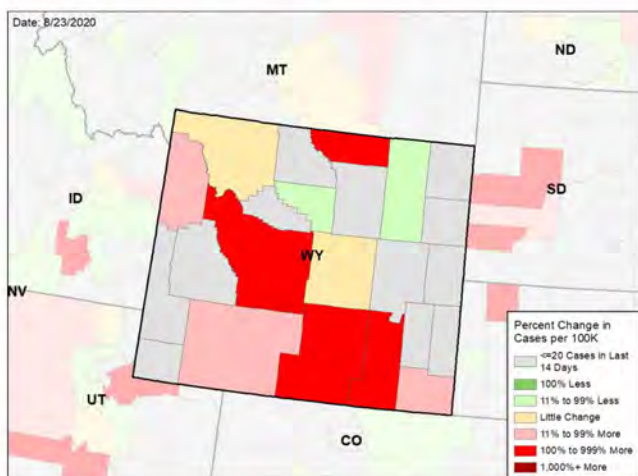 Date: 8/23/2020
ND
MT
ID
SD
WY
NV
UT
CO
Percent Change in
Cases per 100K
<=20 Cases in Last
14 Days
100% Less
11% to 99% Less
Little Change
11% to 99% More
100% to 999% More
1,000%+ More